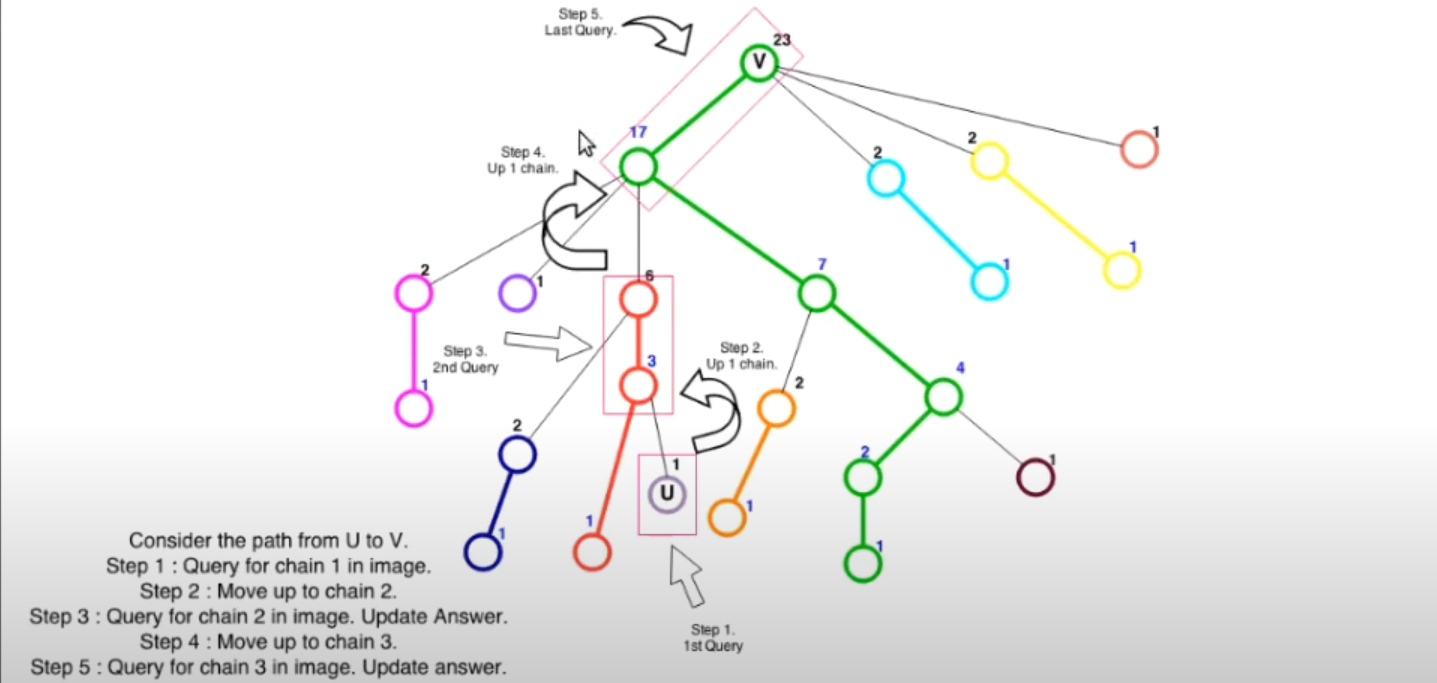 Step 5.
Last Query.
23
V
17
Step 4.
Up 1 chain.
2
2
1
2
1
6
7
1
1
Step 3.
2nd Query
3
Step 2.
Up 1 chain.
4
1
2
2
1
U
2
1
1
1
1
1
Consider the path from U to V.
Step 1 : Query for chain 1 in image.
Step 2 : Move up to chain 2.
Step 3 : Query for chain 2 in image. Update Answer.
Step 4 : Move up to chain 3.
Step 5 : Query for chain 3 in image. Update answer.
Step 1.
1st Query